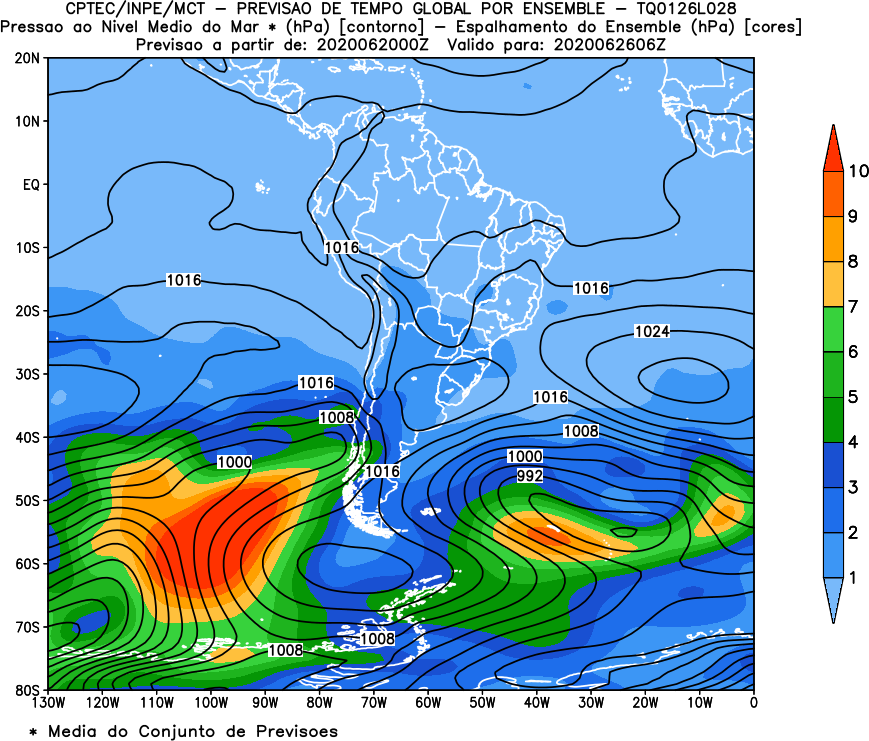 CPTEC/INPE/MCT – PREVISAO DE TEMPO GLOBAL POR ENSEMBLE – TQ0126L028
Pressao ao Nivel Medio do Mar * (hPa) [contorno] – Espalhamento do Ensemble (hPa) [cores]
Previsao a partir de: 2020062000Z Valido para: 2020062606Z
20N
10N
EQ
10S
20S
30S
40S
50S
60S
70S
80S
1016
1016
1016
1024
1016
1016
1008
1008
1000
1000
1016
992
1008
1008
130W 120W 110W 100W 90W 80W 70W 60W 50W 40W 30W 20W 10W 0
10
9
8
7
6
5
4
3
2
1
* Media do Conjunto de Previsoes